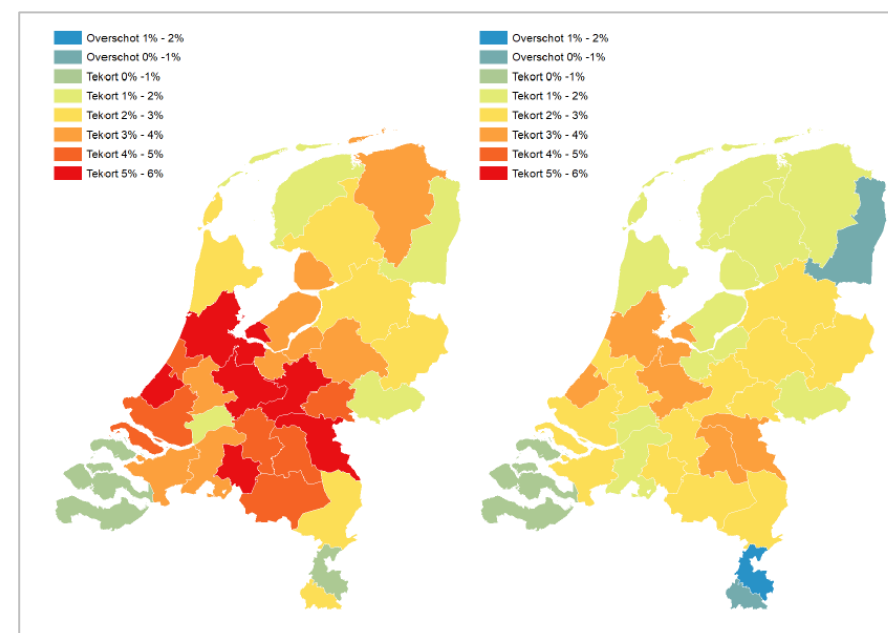 Overschot 1% - 2%
Overschot 0% -1%
Tekort 0% -1%
Tekort 1% - 2%
Tekort 2% - 3%
Tekort 3% - 4%
Tekort 4% - 5%
Tekort 5% - 6%
Overschot 1% - 2%
Overschot 0% -1%
Tekort 0% -1%
Tekort 1% - 2%
Tekort 2% - 3%
Tekort 3% - 4%
Tekort 4% - 5%
Tekort 5% - 6%